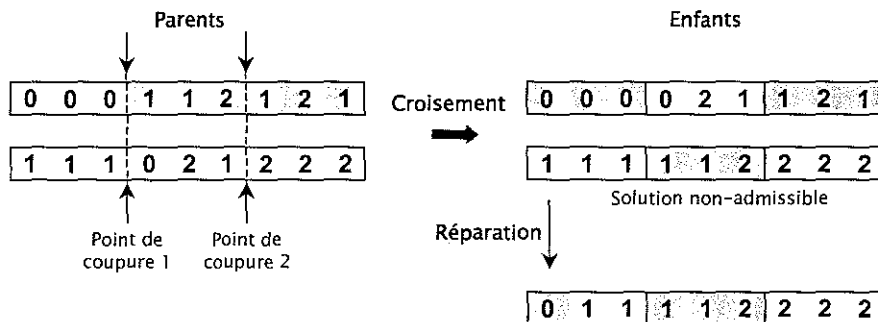 Parents
Enfants
0 0 0 1 1 2 1 2 1
Croisement
0 0 0 0 2 1 1 2 1
1 1 1 0 2 1 2 2 2
1 1 1 1 1 2 2 2 2
Solution non-admissible
Point de
coupure 1
Point de
coupure 2
Réparation
0 1 1 1 1 2 2 2 2